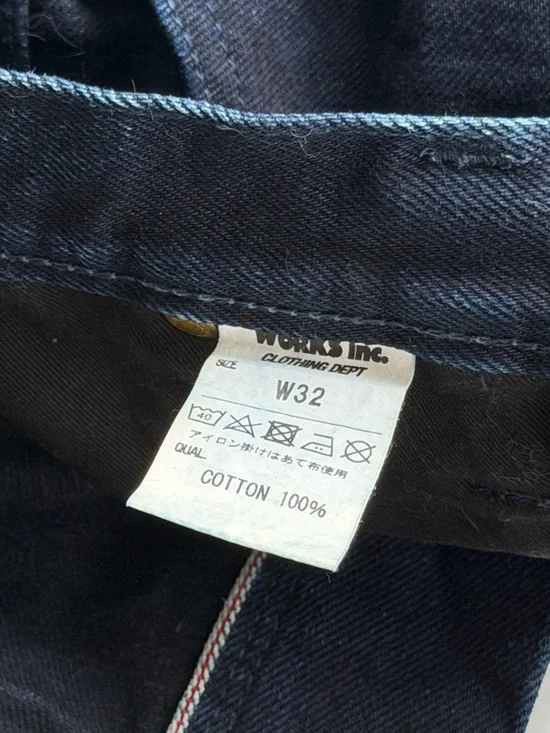 WORKS inc.
CLOTHING DEPT
SIZE
W32
40
アイロン掛けはあて布使用
QUAL.
COTTON 100%